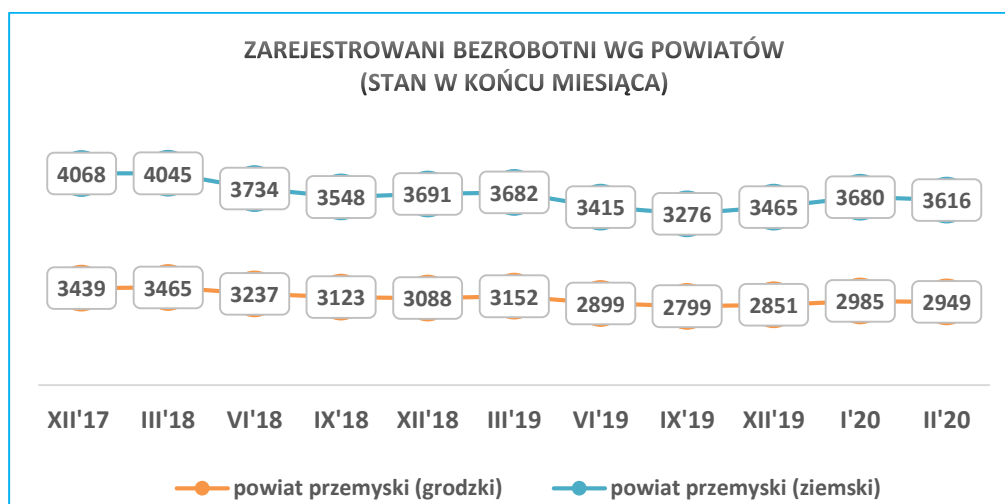 ZAREJESTROWANI BEZROBOTNI WG POWIATÓW
(STAN W KOŃCU MIESIĄCA)
4068 4045 3734 3548 3691 3682 3415 3276 3465 3680 3616
3439 3465 3237 3123 3088 3152 2899 2799 2851 2985 2949
XII'17 III'18 VI'18 IX'18 XII'18 III'19 VI'19 IX'19 XII'19 I'20 II'20
powiat przemyski (grodzki) powiat przemyski (ziemski)